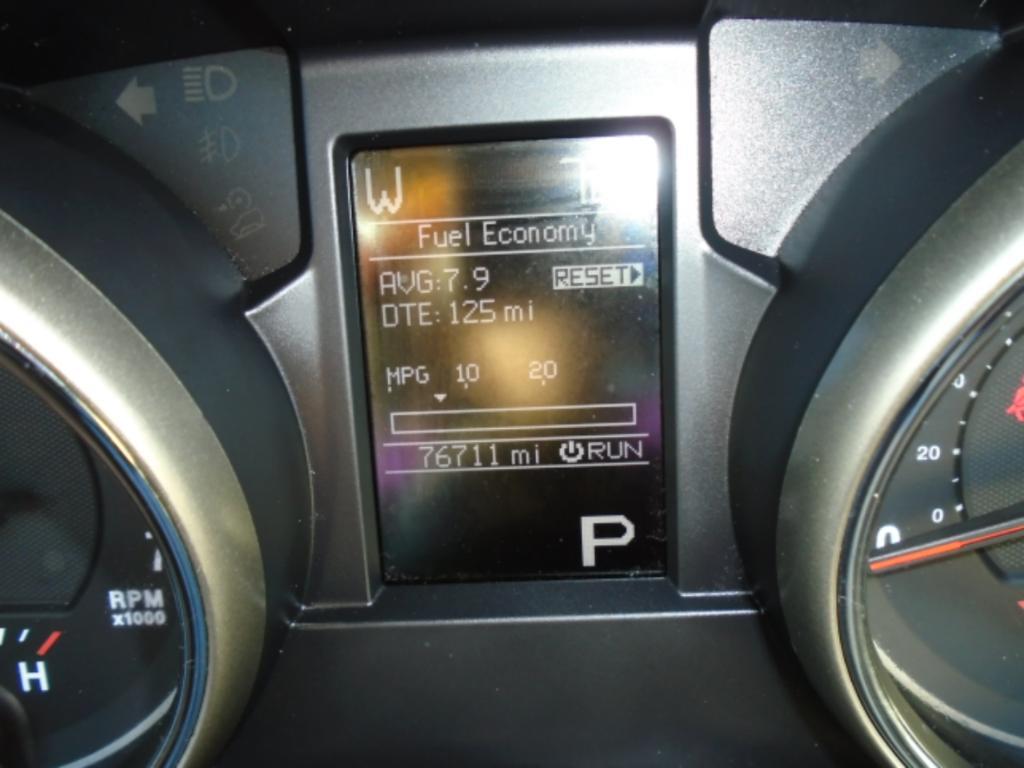 W
Fuel Economy
AVG:7.9 RESET
DTE:125 mi
MPG 10 20
76711 mi RUN
P
RPM
x1000
H
20
0
0